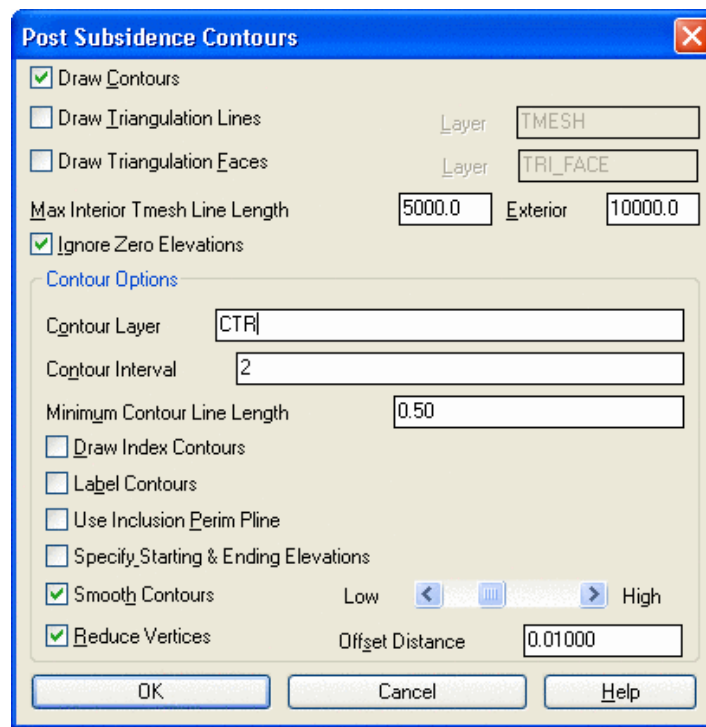 Post Subsidence Contours
Draw Contours
Draw Triangulation Lines Layer TMESH
Draw Triangulation Faces Layer TRI_FACE
Max Interior Tmesh Line Length 5000.0 Exterior 10000.0
Ignore Zero Elevations
Contour Options
Contour Layer CTR
Contour Interval 2
Minimum Contour Line Length 0.50
Draw Index Contours
Label Contours
Use Inclusion Perim Pline
Specify Starting & Ending Elevations
Smooth Contours Low High
Reduce Vertices Offset Distance 0.01000
OK Cancel Help